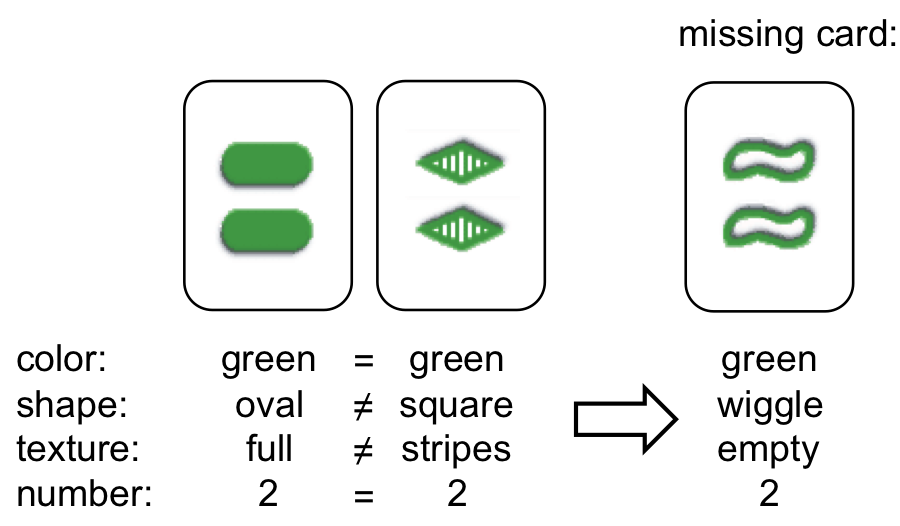 missing card:
color: green = green green
shape: oval ≠ square wiggle
texture: full ≠ stripes empty
number: 2 = 2 2